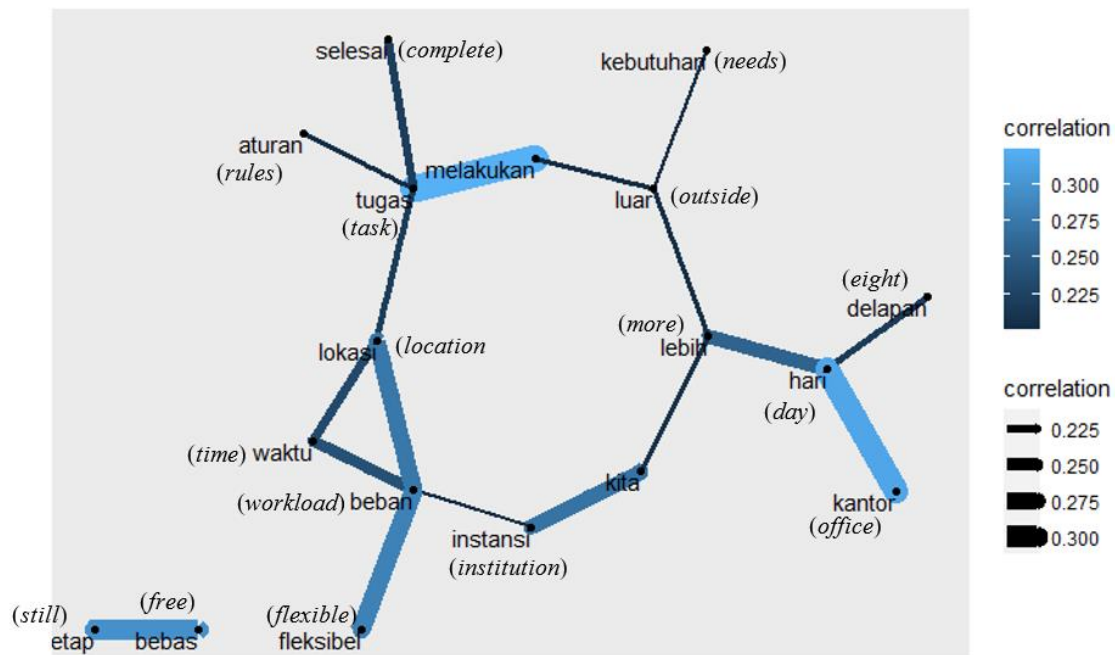 selesai (complete)
kebutuhan (needs)
aturan
(rules)
melakukan
tugas
(task)
luar (outside)
(eight)
delapan
(more)
lebih
lokasi (location
hari
(day)
(time) waktu
kita
(workload) beban
kantor
(office)
instansi
(institution)
(still) (free) (flexible)
etap bebas fleksibel
correlation
0.300
0.275
0.250
0.225
correlation
0.225
0.250
0.275
0.300